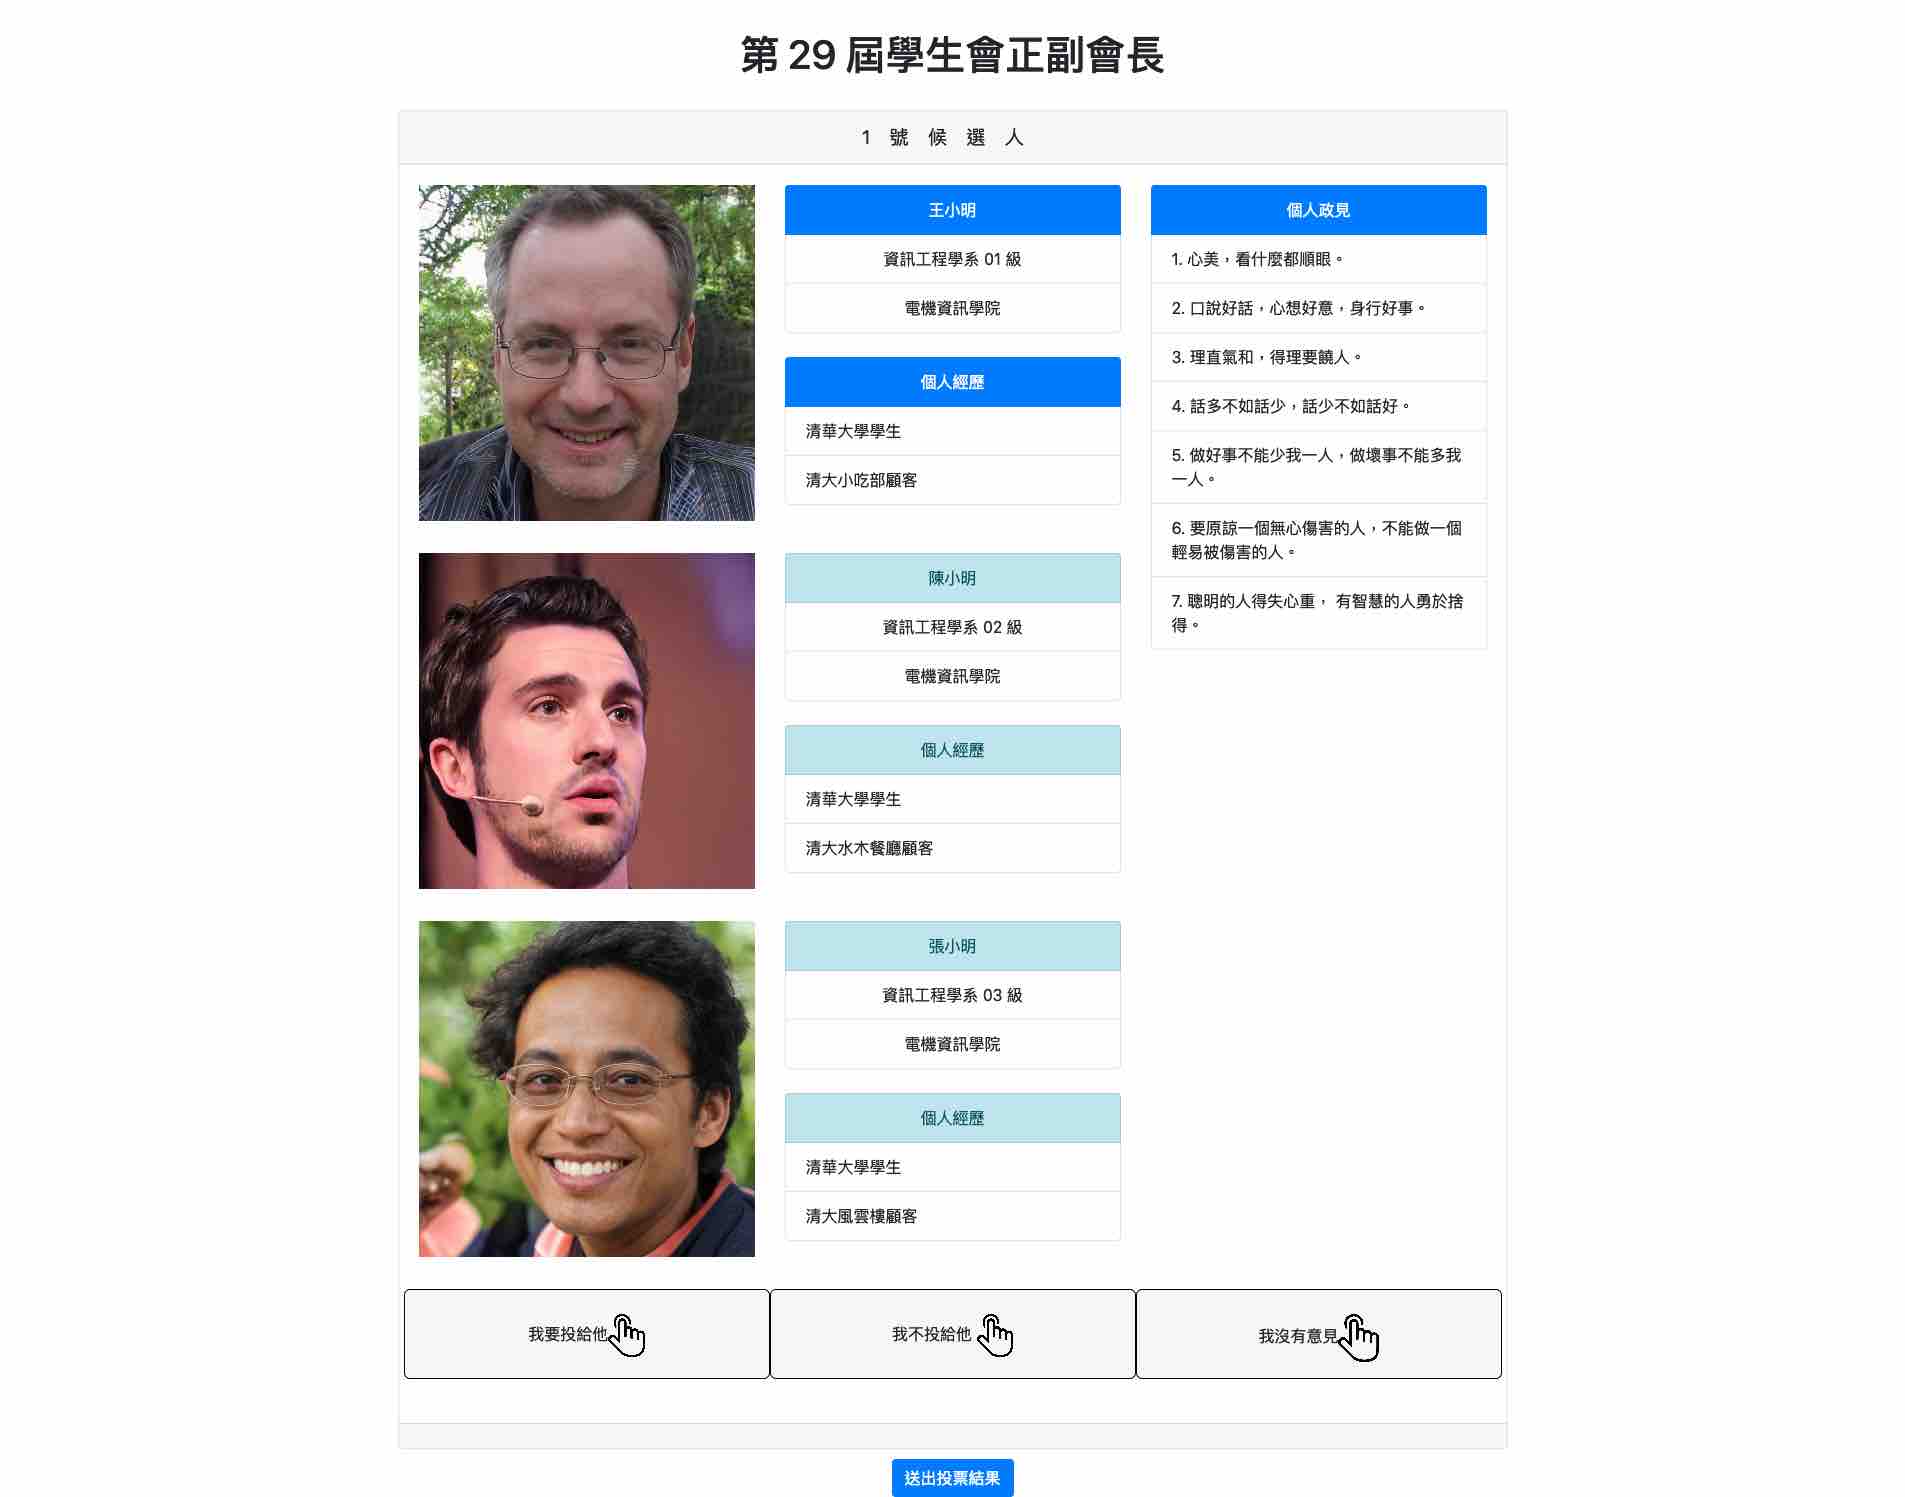 第 29 屆學生會正副會長
1 號 候 選 人
王小明
資訊工程學系 01 級
電機資訊學院
個人經歷
清華大學學生
清大小吃部顧客
個人政見
1. 心美，看什麼都順眼。
2. 口說好話，心想好意，身行好事。
3. 理直氣和，得理要饒人。
4. 話多不如話少，話少不如話好。
5. 做好事不能少我一人，做壞事不能多我
一人。
6. 要原諒一個無心傷害的人，不能做一個
輕易被傷害的人。
7. 聰明的人得失心重， 有智慧的人勇於捨
得。
陳小明
資訊工程學系 02 級
電機資訊學院
個人經歷
清華大學學生
清大水木餐廳顧客
張小明
資訊工程學系 03 級
電機資訊學院
個人經歷
清華大學學生
清大風雲樓顧客
我要投給他
我不投給他
我沒有意見
送出投票結果